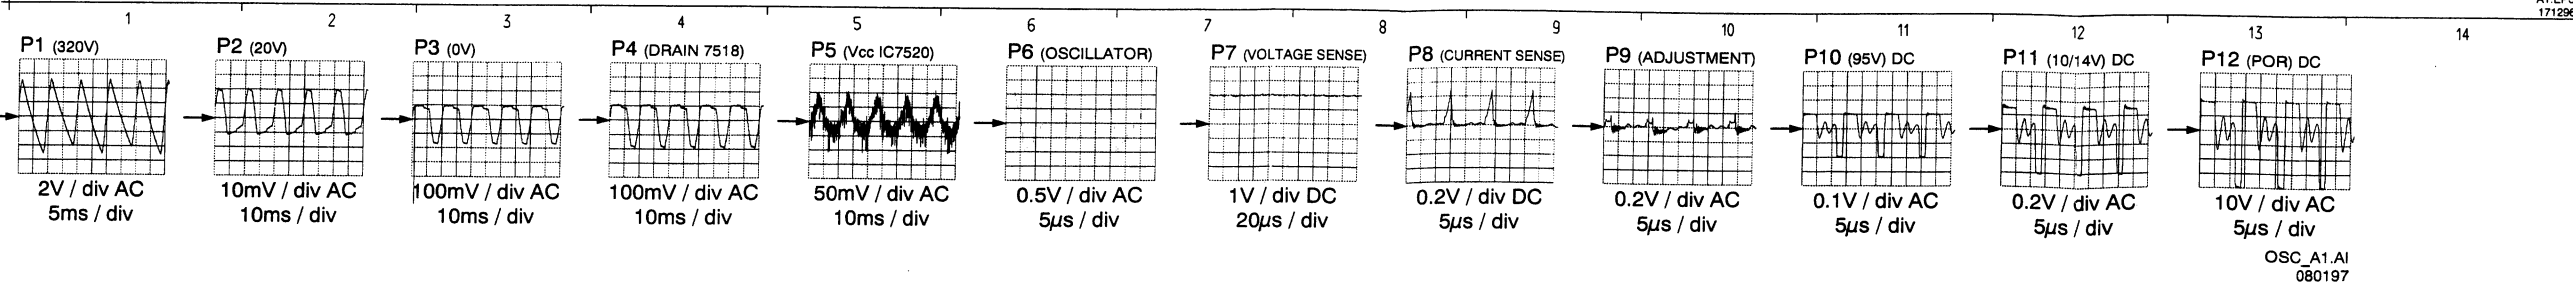 1 2 3 4 5 6 7 8 9 10 11 12 13 14
171296
P1 (320V)
2V / div AC
5ms / div
P2 (20V)
10mV / div AC
10ms / div
P3 (0V)
100mV / div AC
10ms / div
P4 (DRAIN 7518)
100mV / div AC
10ms / div
P5 (Vcc IC7520)
50mV / div AC
10ms / div
P6 (OSCILLATOR)
0.5V / div AC
5µs / div
P7 (VOLTAGE SENSE)
1V / div DC
20µs / div
P8 (CURRENT SENSE)
0.2V / div DC
5µs / div
P9 (ADJUSTMENT)
0.2V / div AC
5µs / div
P10 (95V) DC
0.1V / div AC
5µs / div
P11 (10/14V) DC
0.2V / div AC
5µs / div
P12 (POR) DC
10V / div AC
5µs / div
OSC_A1.AI
080197